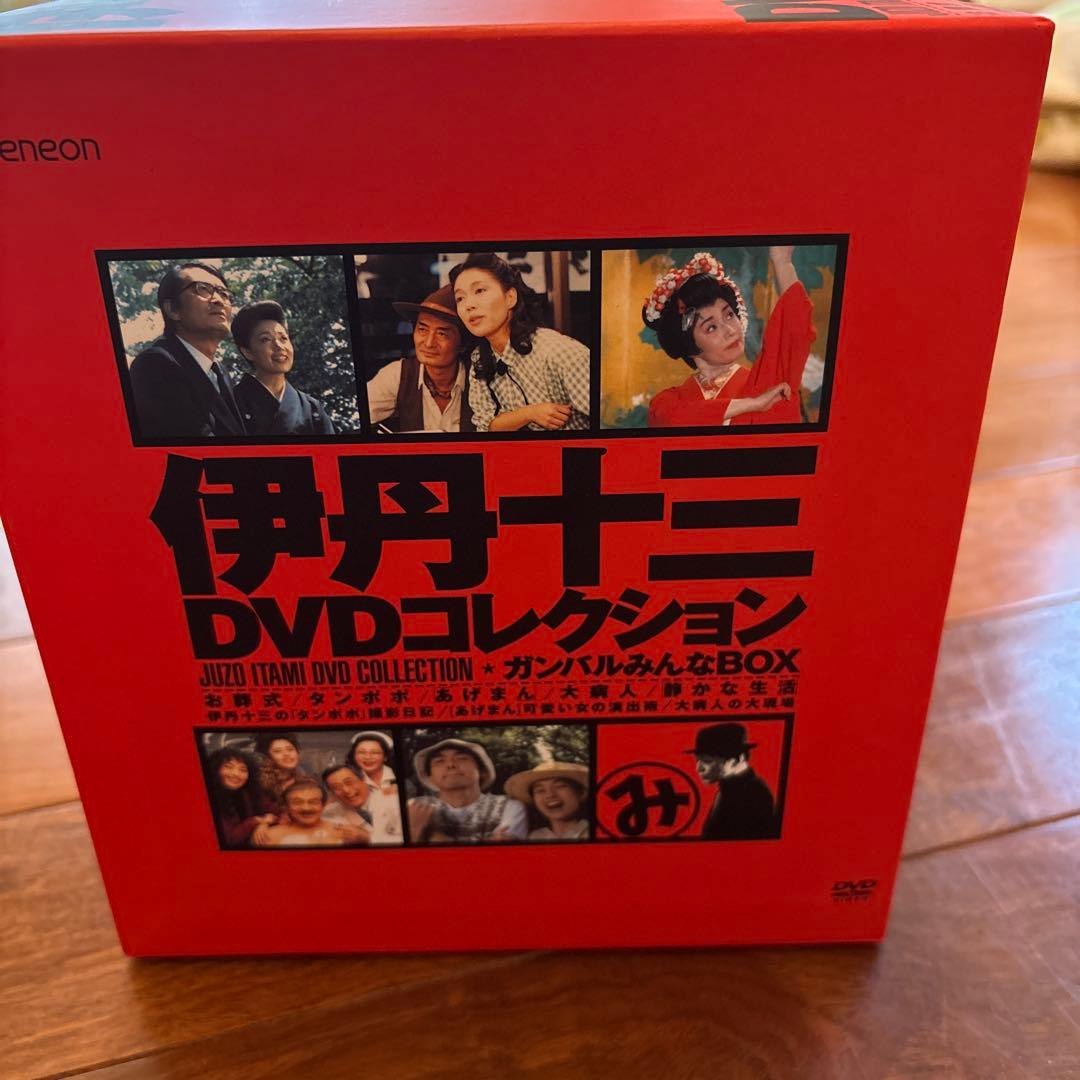 eneon
伊丹十三
DVDコレクション
JUZO ITAMI DVD COLLECTION ★ ガンバルみんなBOX
お葬式/タンポポ/あげまん/大病人/静かな生活
伊丹十三の「タンポポ」撮影日記/[あげまん]可愛い女の演出術/大病人の大現場
み
DVD
VIDEO